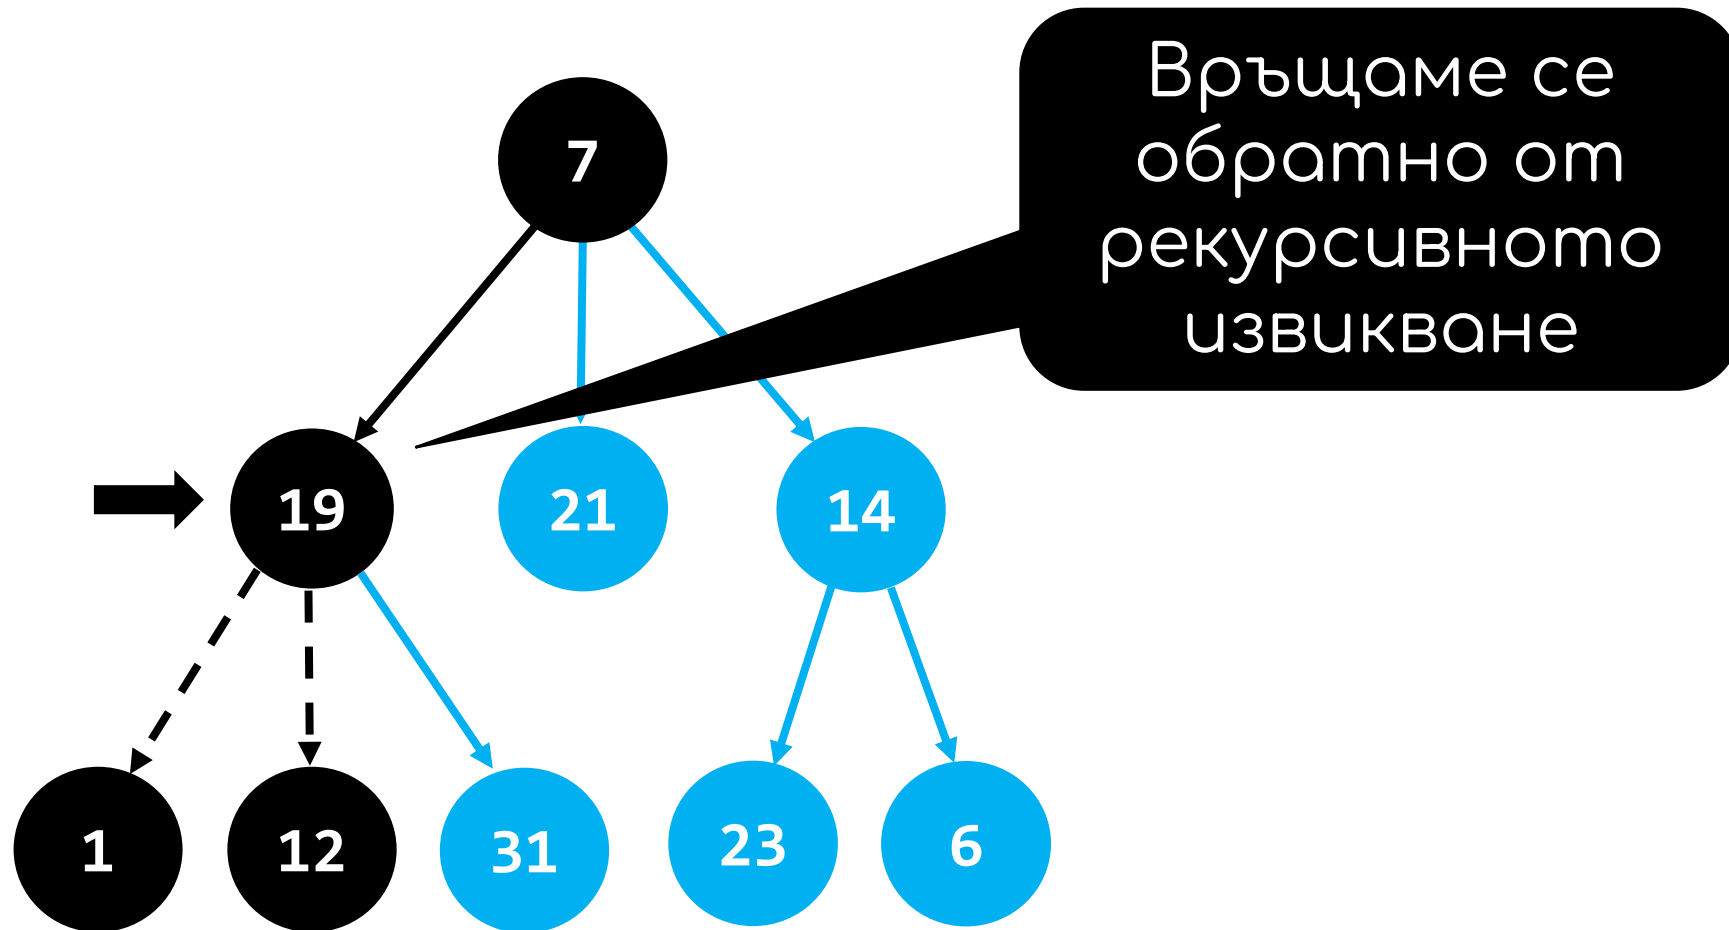 Връщаме се
обратно от
рекурсивното
извикване
7
19
21
14
1
12
31
23
6